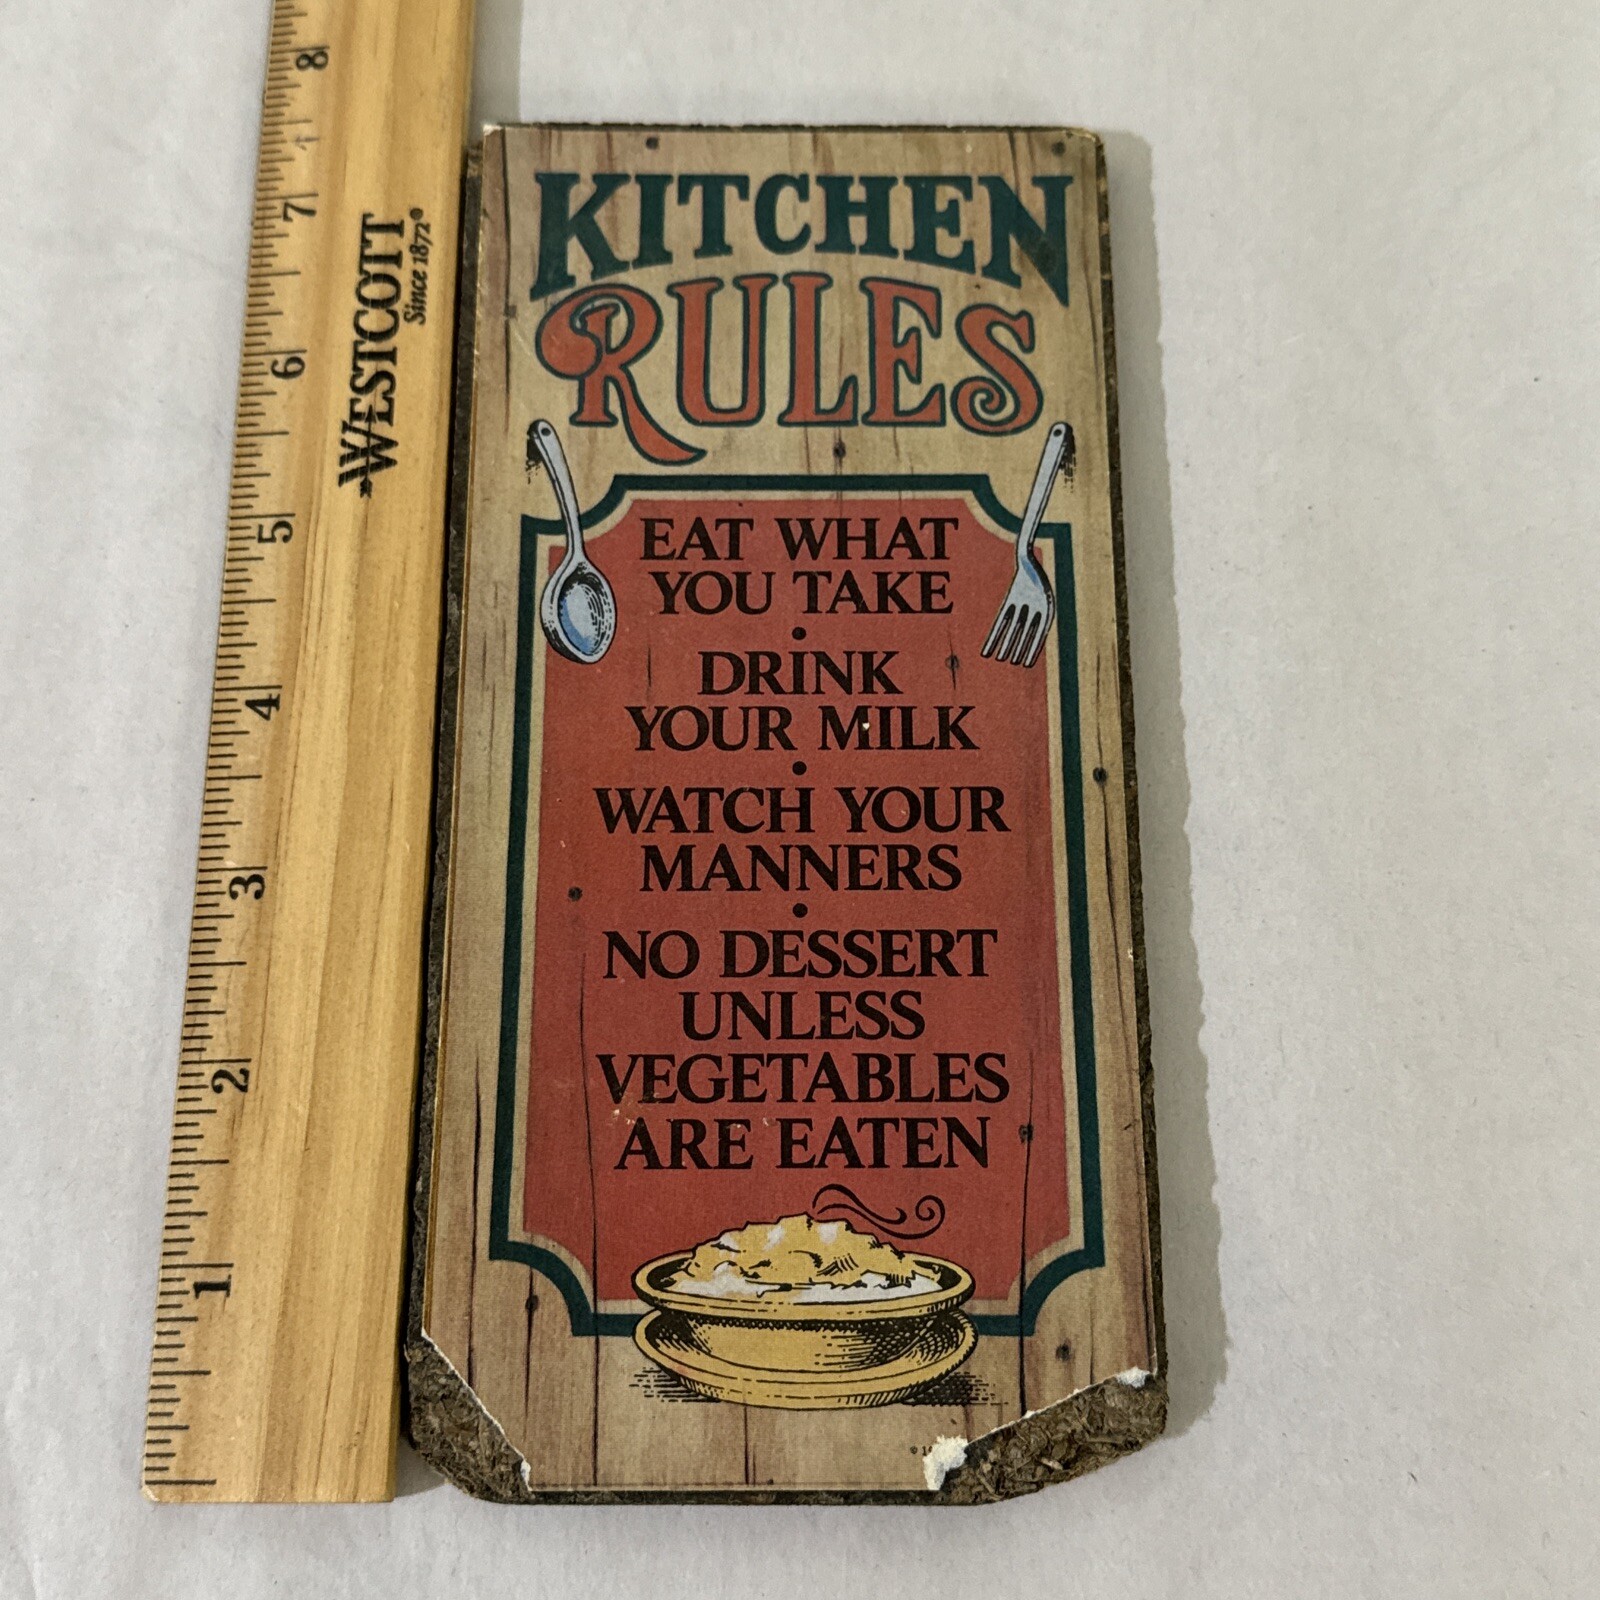 KITCHEN
RULES
EAT WHAT
YOU TAKE
•
DRINK
YOUR MILK
•
WATCH YOUR
MANNERS
•
NO DESSERT
UNLESS
VEGETABLES
ARE EATEN
©
WESTCOTT
Since 1872®
8
7
6
5
4
3
2
1